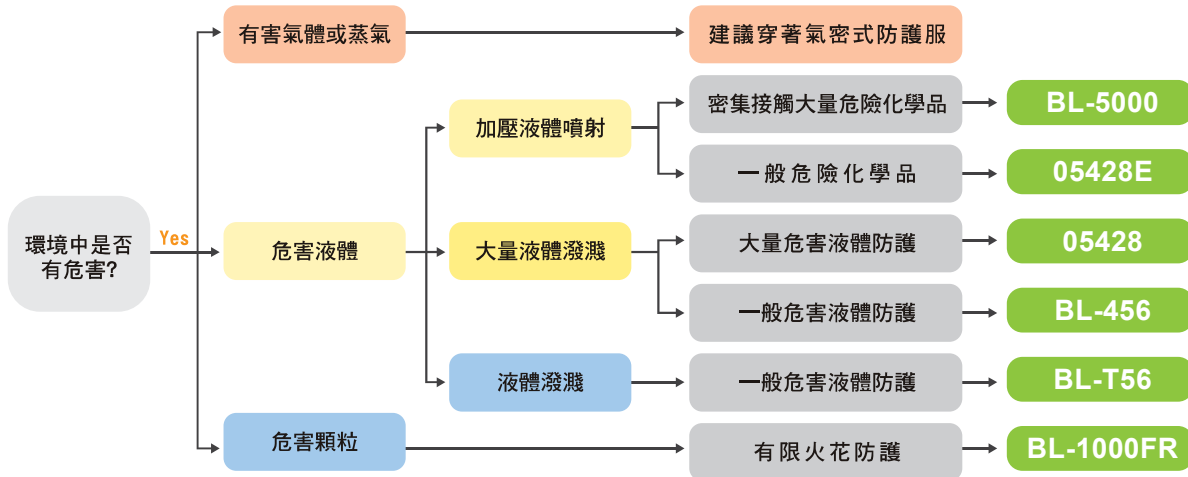 有害氣體或蒸氣
建議穿著氣密式防護服
密集接觸大量危險化學品
BL-5000
加壓液體噴射
一般危險化學品
05428E
環境中是否
有危害?
Yes
危害液體
大量液體潑濺
大量危害液體防護
05428
一般危害液體防護
BL-456
液體潑濺
一般危害液體防護
BL-T56
危害顆粒
有限火花防護
BL-1000FR